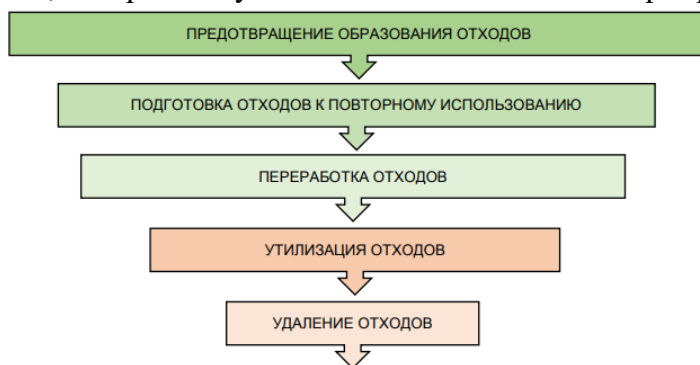 ПРЕДОТВРАЩЕНИЕ ОБРАЗОВАНИЯ ОТХОДОВ
ПОДГОТОВКА ОТХОДОВ К ПОВТОРНОМУ ИСПОЛЬЗОВАНИЮ
ПЕРЕРАБОТКА ОТХОДОВ
УТИЛИЗАЦИЯ ОТХОДОВ
УДАЛЕНИЕ ОТХОДОВ